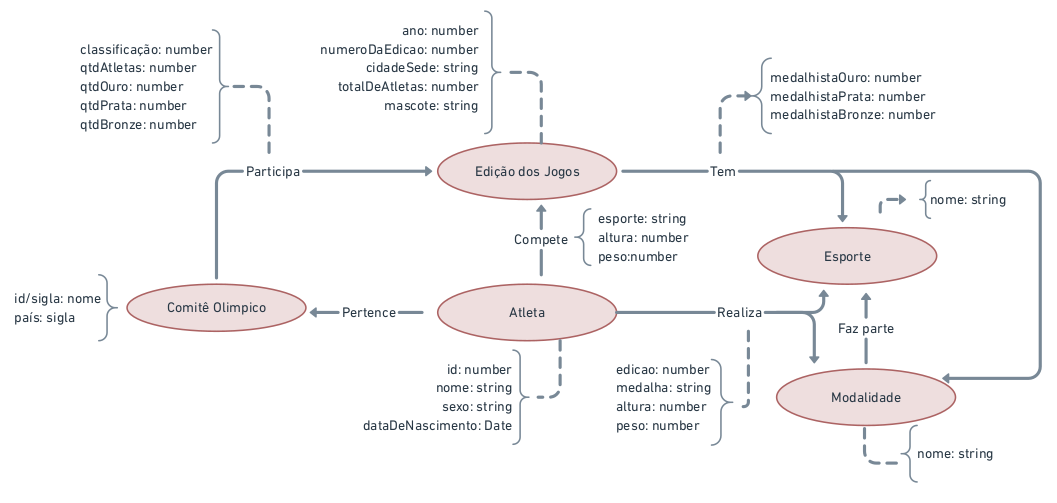 classificação: number
qtdAtletas: number
qtdOuro: number
qtdPrata: number
qtdBronze: number
ano: number
numeroDaEdicao: number
cidadeSede: string
totalDeAtletas: number
mascote: string
medalhistaOuro: number
medalhistaPrata: number
medalhistaBronze: number
Participa
Edição dos Jogos
Tem
nome: string
esporte: string
altura: number
peso:number
Compete
Esporte
id/sigla: nome
país: sigla
Comitê Olimpico
Pertence
Atleta
Realiza
Faz parte
id: number
nome: string
sexo: string
dataDeNascimento: Date
edicao: number
medalha: string
altura: number
peso: number
Modalidade
nome: string